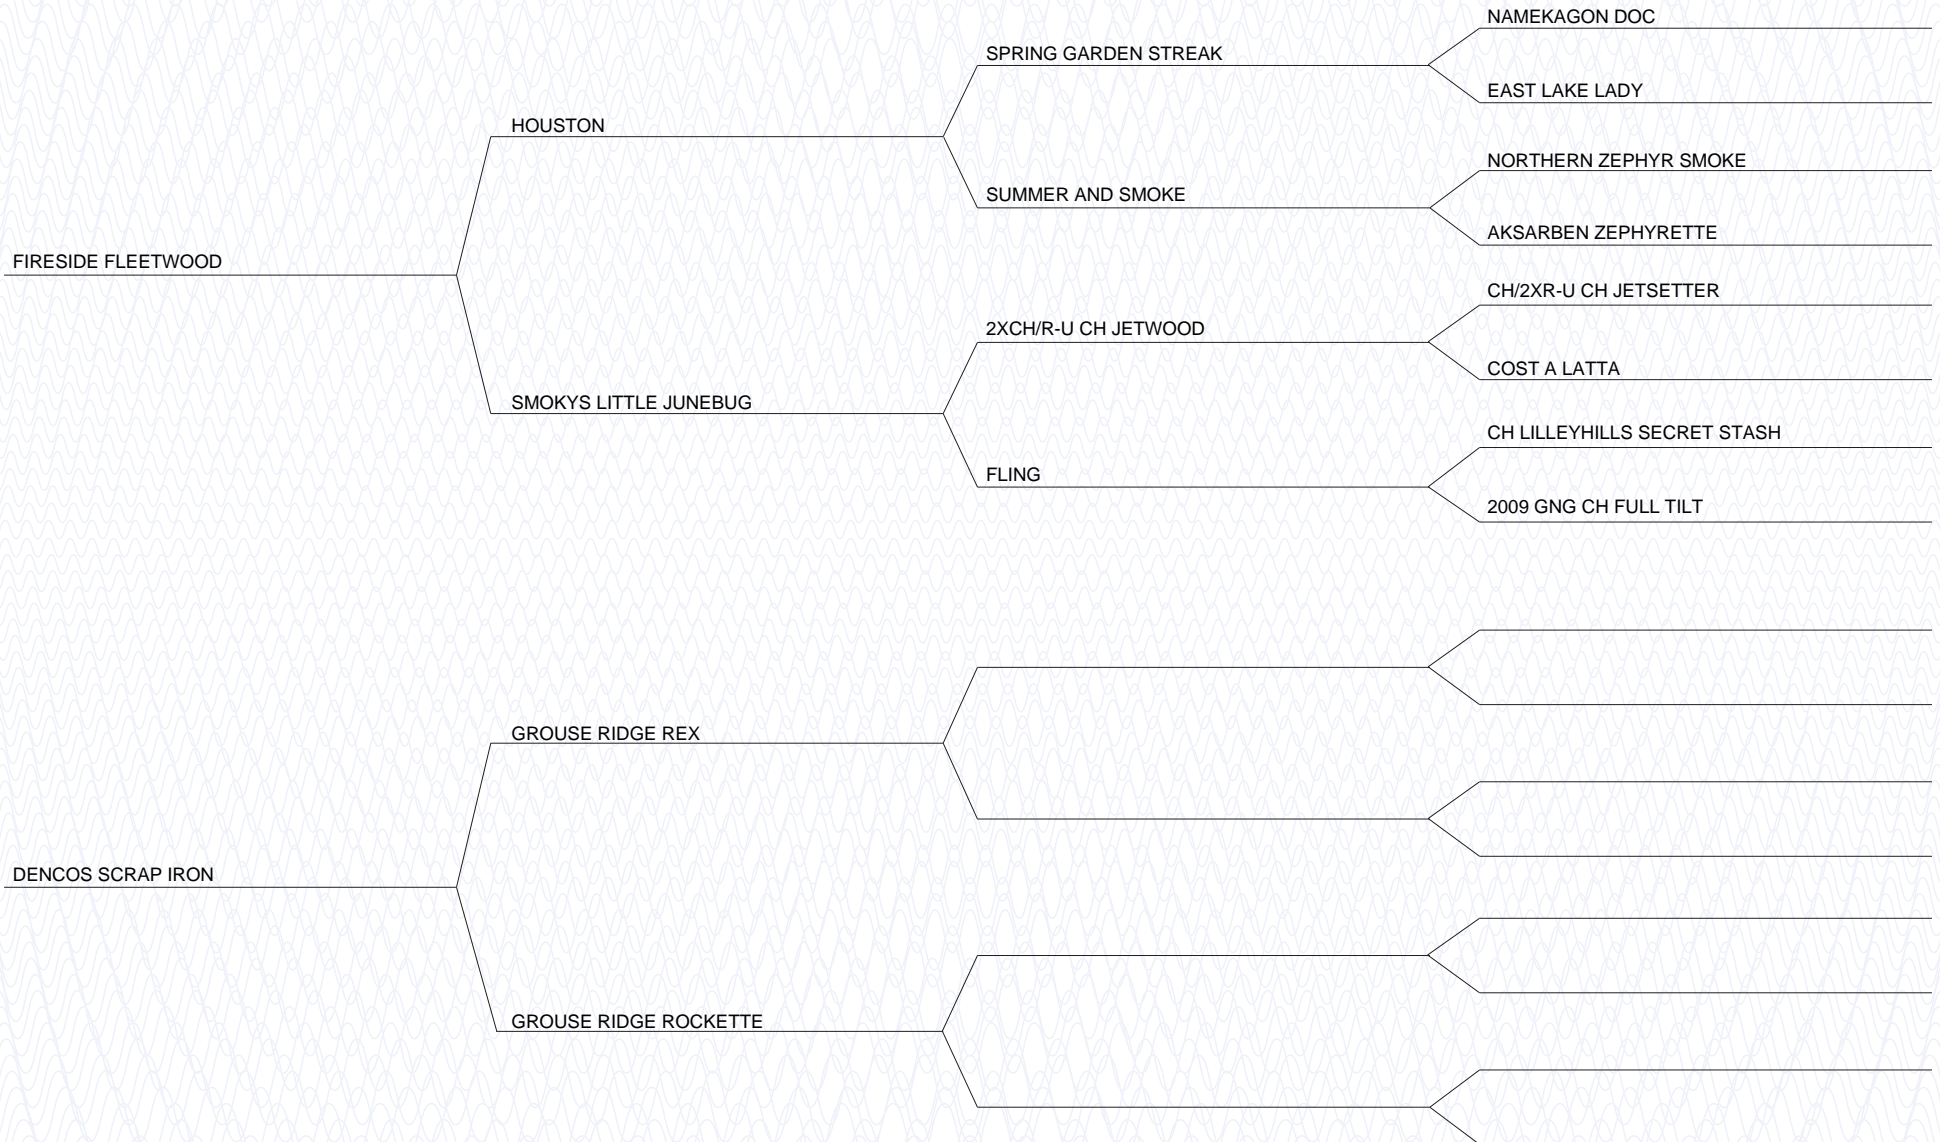 NAMEKAGON DOC
SPRING GARDEN STREAK
EAST LAKE LADY
HOUSTON
NORTHERN ZEPHYR SMOKE
SUMMER AND SMOKE
AKSARBEN ZEPHYRETTE
FIRESIDE FLEETWOOD
CH/2XR-U CH JETSETTER
2XCH/R-U CH JETWOOD
COST A LATTA
SMOKYS LITTLE JUNEBUG
CH LILLEYHILLS SECRET STASH
FLING
2009 GNG CH FULL TILT
GROUSE RIDGE REX
DENCOS SCRAP IRON
GROUSE RIDGE ROCKETTE